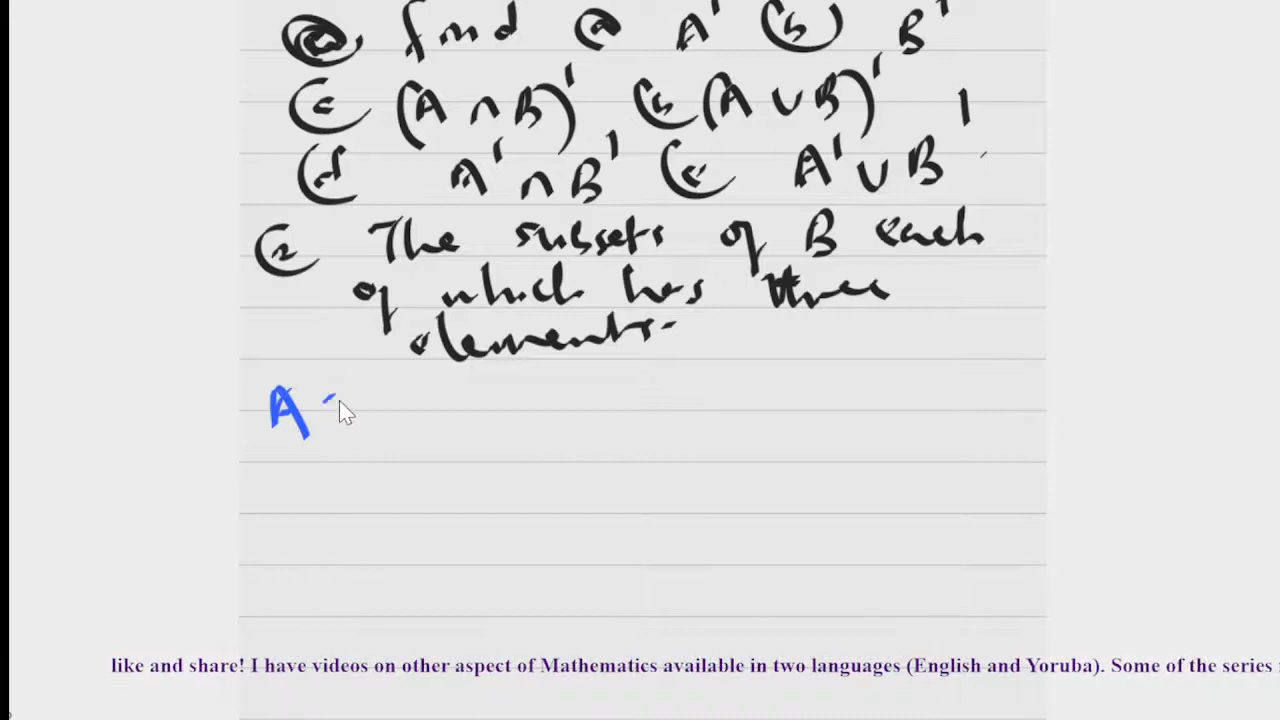 find (a) A' (b) B'
(c) (A ∩ B)' (b) (A ∪ B)'
(d) A' ∩ B' (e) A' ∪ B'
(2) The subsets of B each
of which has three
elements.
A
like and share! I have videos on other aspect of Mathematics available in two languages (English and Yoruba). Some of the series